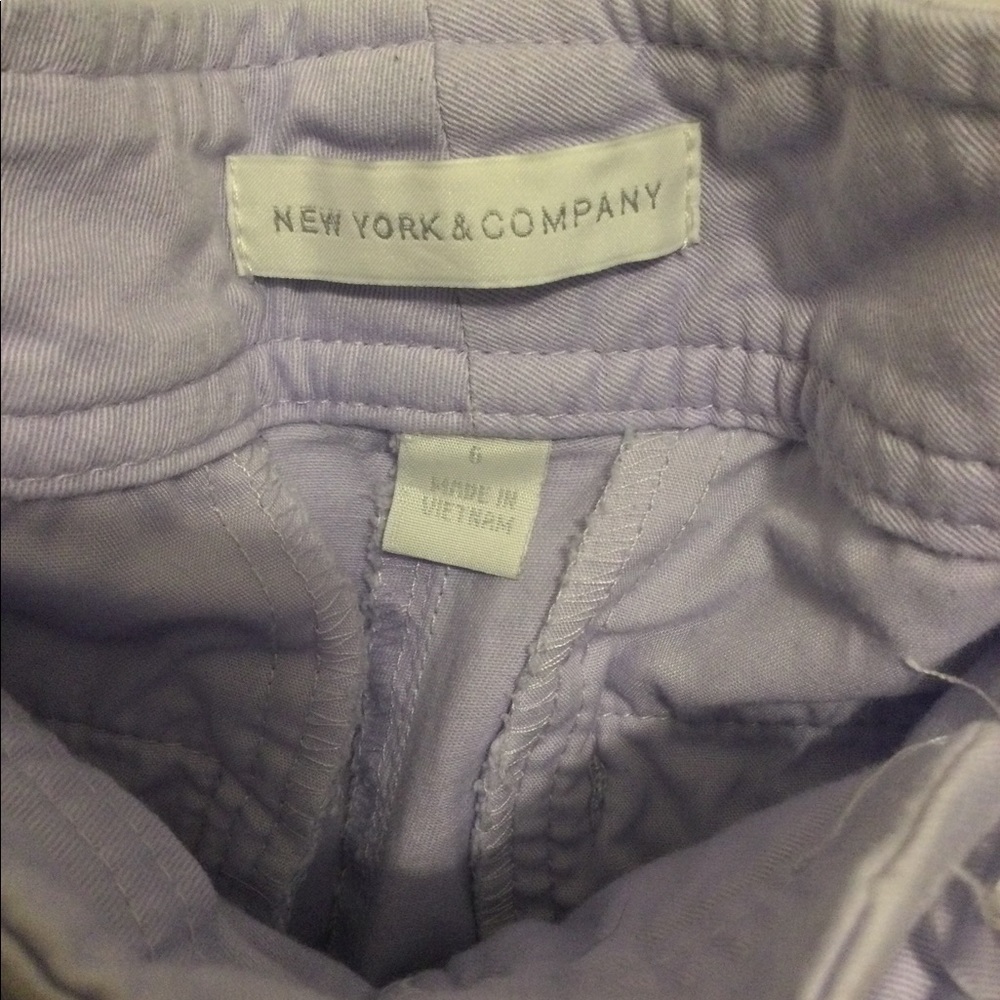 NEW YORK & COMPANY
6
MADE IN
VIETNAM